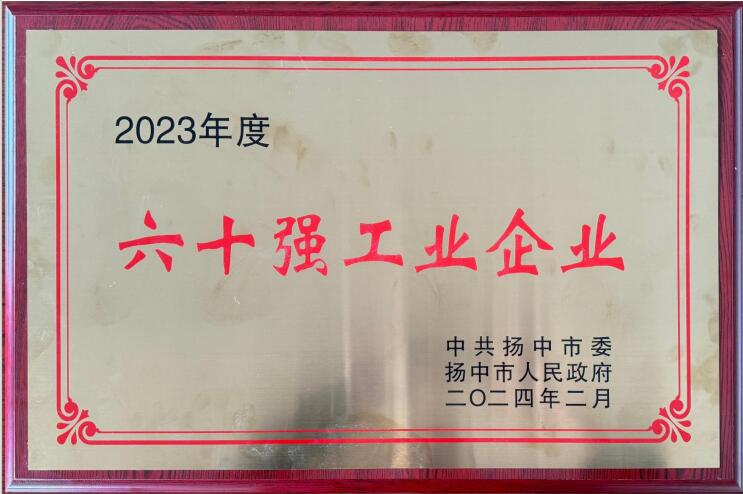 2023年度
六十强工业企业
中共扬中市委
扬中市人民政府
二〇二四年二月